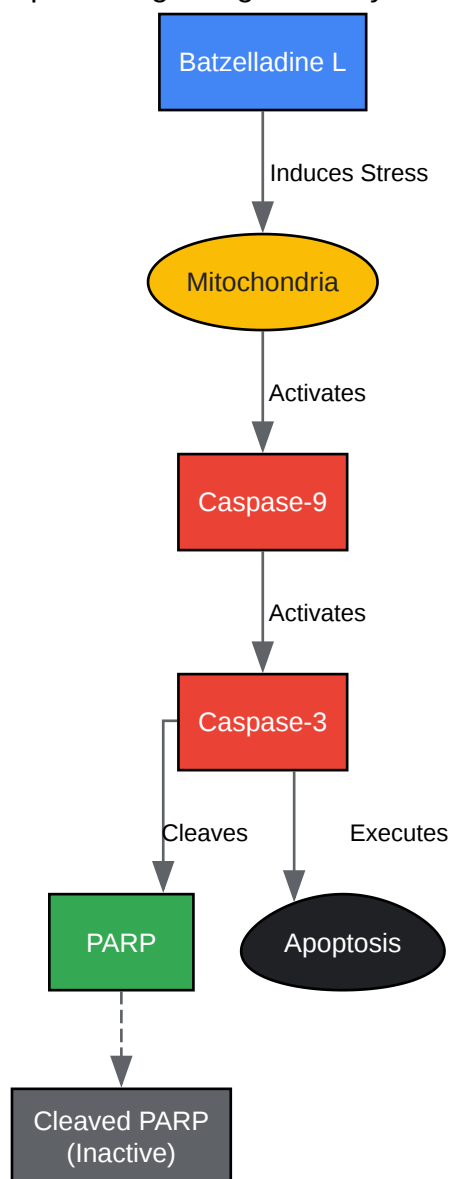 Batzelladine L
Induces Stress
Mitochondria
Activates
Caspase-9
Activates
Caspase-3
Cleaves
Executes
PARP
Apoptosis
Cleaved PARP
(Inactive)